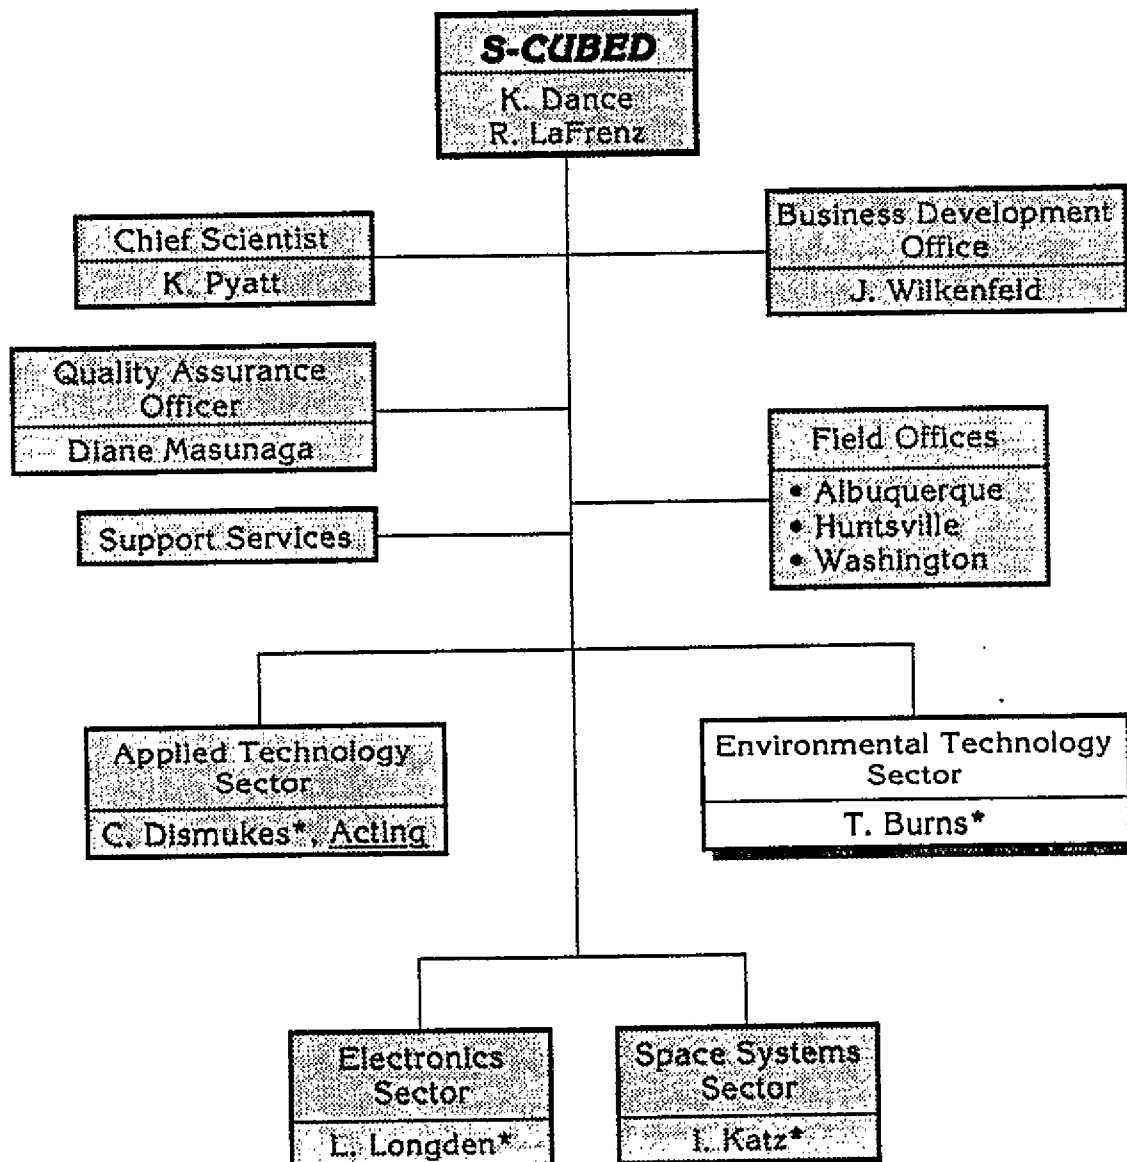 S-CUBED
K. Dance
R. LaFrenz
Chief Scientist
K. Pyatt
Business Development
Office
J. Wilkenfeld
Quality Assurance
Officer
Diane Masunaga
Field Offices
• Albuquerque
• Huntsville
• Washington
Support Services
Applied Technology
Sector
C. Dismukes*, Acting
Environmental Technology
Sector
T. Burns*
Electronics
Sector
L. Longden*
Space Systems
Sector
I. Katz*